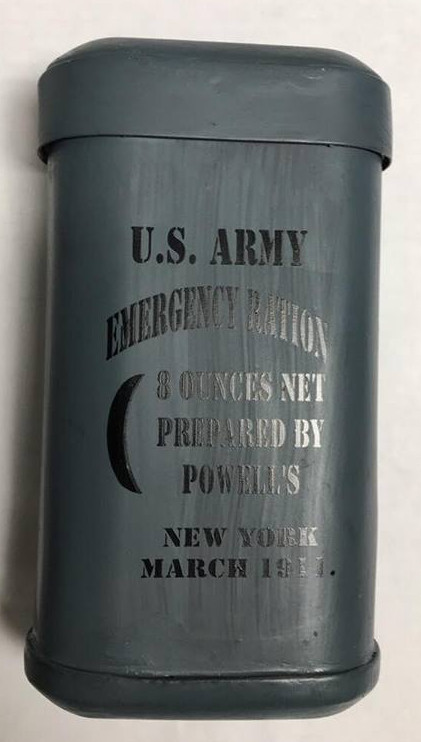 U.S. ARMY
EMERGENCY RATION
8 OUNCES NET
PREPARED BY
POWELL'S
NEW YORK
MARCH 1911.